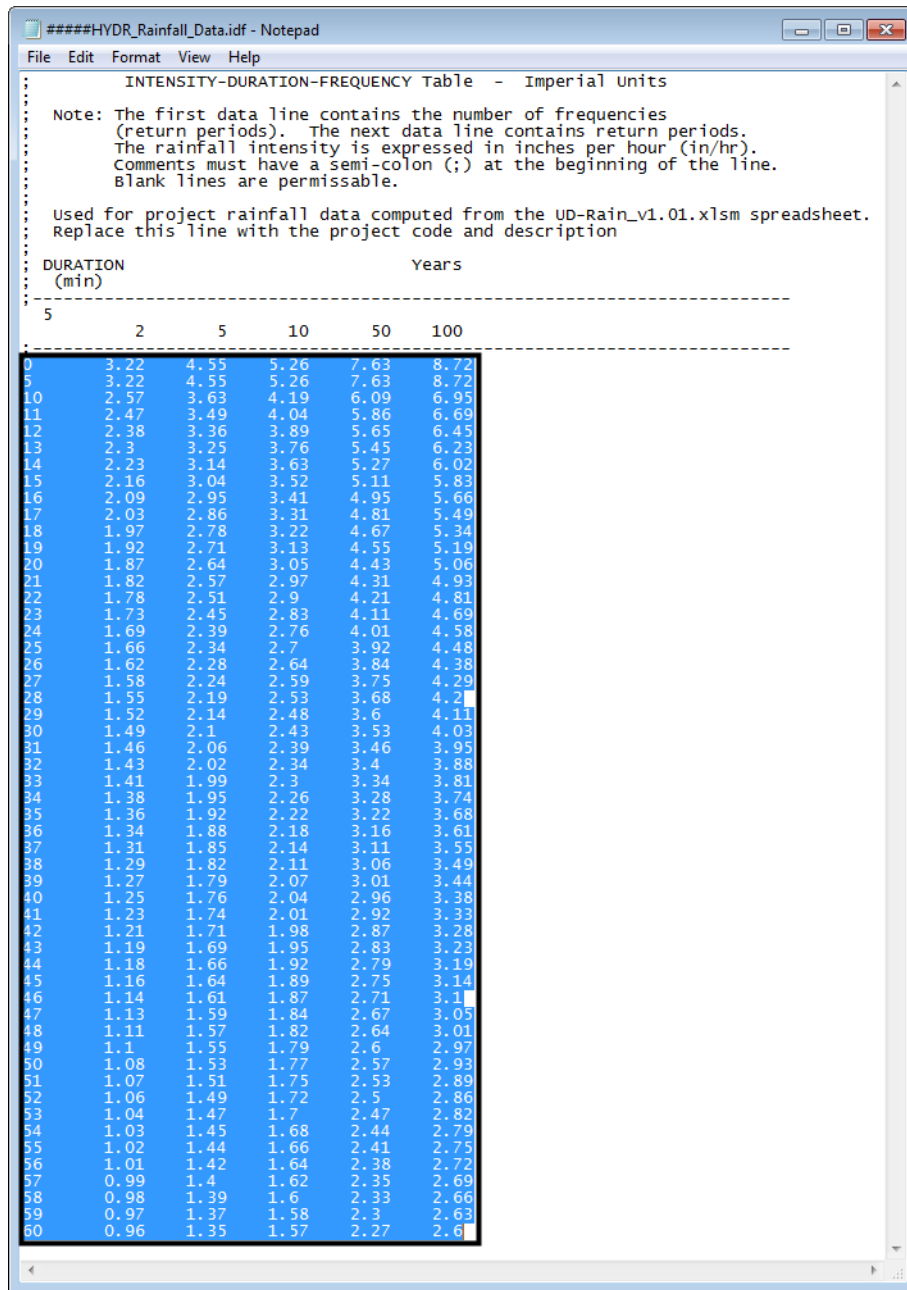 #####HYDR_Rainfall_Data.idf - Notepad
File Edit Format View Help
; INTENSITY-DURATION-FREQUENCY Table - Imperial Units
;
; Note: The first data line contains the number of frequencies
; (return periods). The next data line contains return periods.
; The rainfall intensity is expressed in inches per hour (in/hr).
; Comments must have a semi-colon (;) at the beginning of the line.
; Blank lines are permissable.
;
; Used for project rainfall data computed from the UD-Rain_v1.01.xlsm spreadsheet.
; Replace this line with the project code and description
;
; DURATION Years
; (min)
;--------------------------------------------------------------------------
5
2 5 10 50 100
;--------------------------------------------------------------------------
0 3.22 4.55 5.26 7.63 8.72
5 3.22 4.55 5.26 7.63 8.72
10 2.57 3.63 4.19 6.09 6.95
11 2.47 3.49 4.04 5.86 6.69
12 2.38 3.36 3.89 5.65 6.45
13 2.3 3.25 3.76 5.45 6.23
14 2.23 3.14 3.63 5.27 6.02
15 2.16 3.04 3.52 5.11 5.83
16 2.09 2.95 3.41 4.95 5.66
17 2.03 2.86 3.31 4.81 5.49
18 1.97 2.78 3.22 4.67 5.34
19 1.92 2.71 3.13 4.55 5.19
20 1.87 2.64 3.05 4.43 5.06
21 1.82 2.57 2.97 4.31 4.93
22 1.78 2.51 2.9 4.21 4.81
23 1.73 2.45 2.83 4.11 4.69
24 1.69 2.39 2.76 4.01 4.58
25 1.66 2.34 2.7 3.92 4.48
26 1.62 2.28 2.64 3.84 4.38
27 1.58 2.24 2.59 3.75 4.29
28 1.55 2.19 2.53 3.68 4.2
29 1.52 2.14 2.48 3.6 4.11
30 1.49 2.1 2.43 3.53 4.03
31 1.46 2.06 2.39 3.46 3.95
32 1.43 2.02 2.34 3.4 3.88
33 1.41 1.99 2.3 3.34 3.81
34 1.38 1.95 2.26 3.28 3.74
35 1.36 1.92 2.22 3.22 3.68
36 1.34 1.88 2.18 3.16 3.61
37 1.31 1.85 2.14 3.11 3.55
38 1.29 1.82 2.11 3.06 3.49
39 1.27 1.79 2.07 3.01 3.44
40 1.25 1.76 2.04 2.96 3.38
41 1.23 1.74 2.01 2.92 3.33
42 1.21 1.71 1.98 2.87 3.28
43 1.19 1.69 1.95 2.83 3.23
44 1.18 1.66 1.92 2.79 3.19
45 1.16 1.64 1.89 2.75 3.14
46 1.14 1.61 1.87 2.71 3.1
47 1.13 1.59 1.84 2.67 3.05
48 1.11 1.57 1.82 2.64 3.01
49 1.1 1.55 1.79 2.6 2.97
50 1.08 1.53 1.77 2.57 2.93
51 1.07 1.51 1.75 2.53 2.89
52 1.06 1.49 1.72 2.5 2.86
53 1.04 1.47 1.7 2.47 2.82
54 1.03 1.45 1.68 2.44 2.79
55 1.02 1.44 1.66 2.41 2.75
56 1.01 1.42 1.64 2.38 2.72
57 0.99 1.4 1.62 2.35 2.69
58 0.98 1.39 1.6 2.33 2.66
59 0.97 1.37 1.58 2.3 2.63
60 0.96 1.35 1.57 2.27 2.6